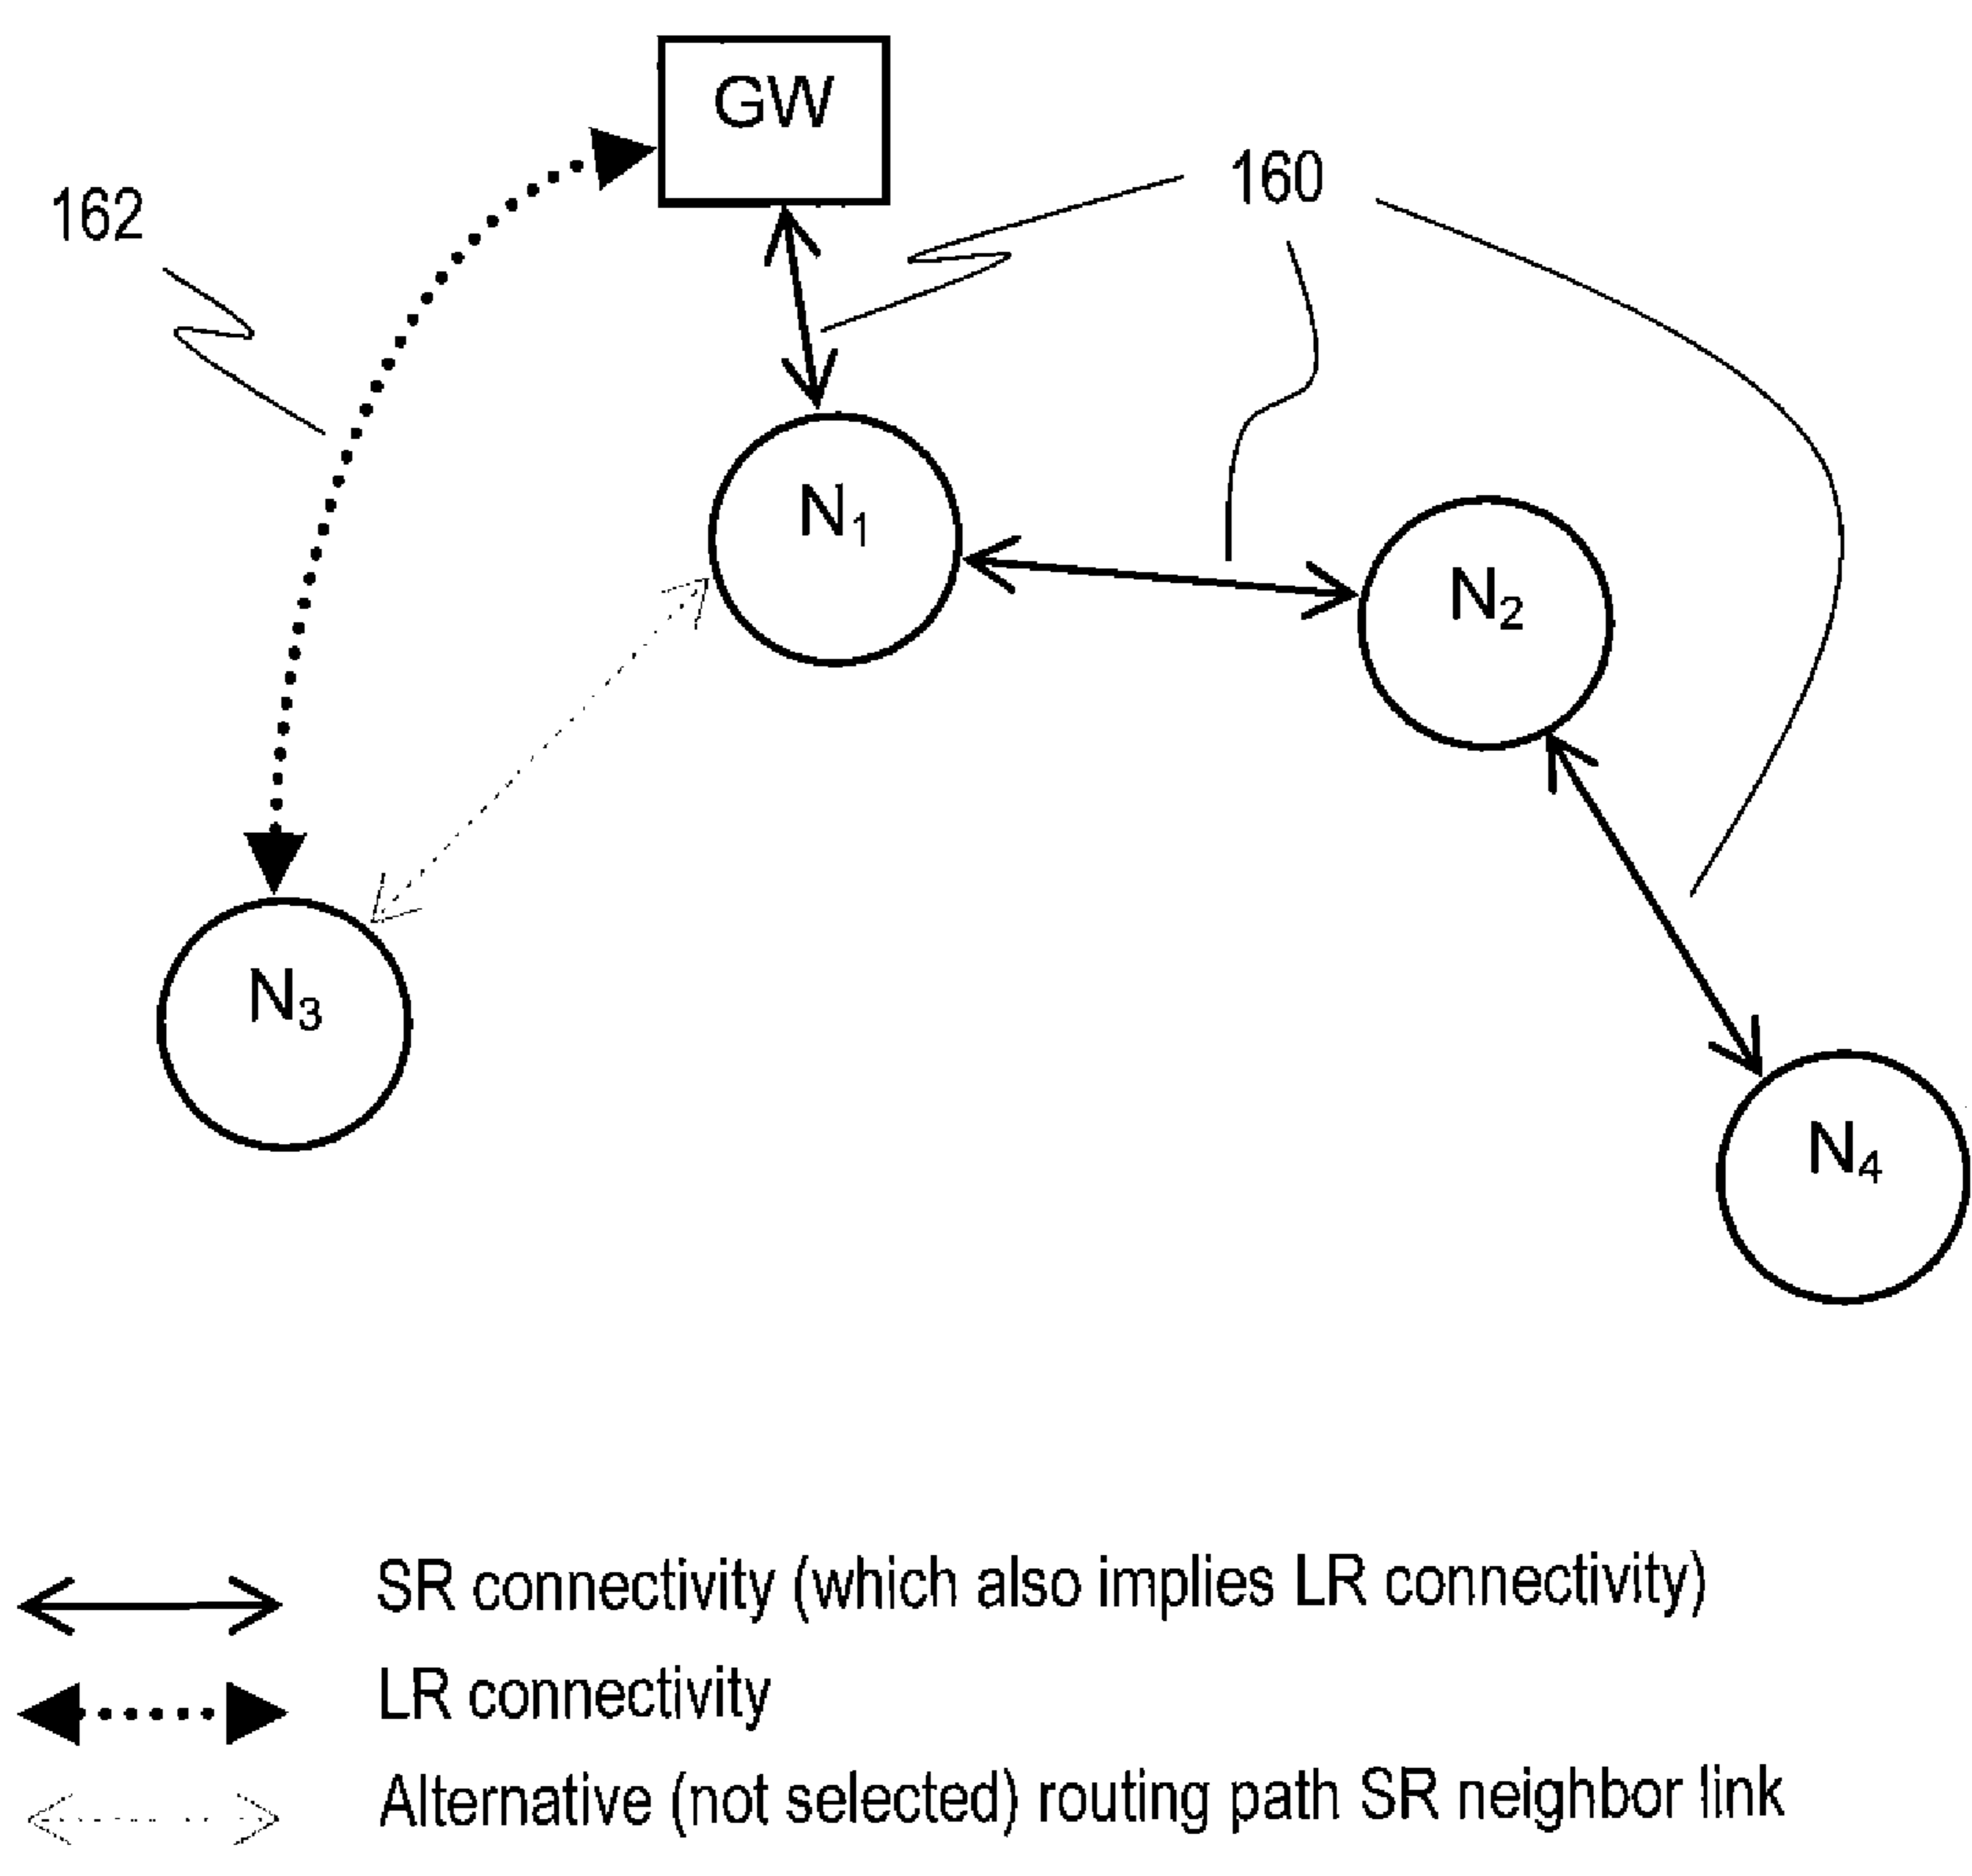 GW
160
162
N1
N2
N3
N4
SR connectivity (which also implies LR connectivity)
LR connectivity
Alternative (not selected) routing path SR neighbor link